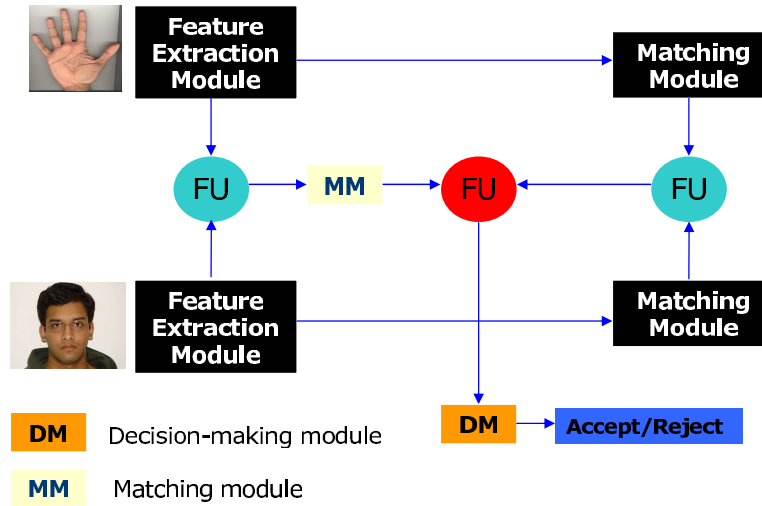 Feature
Extraction
Module
Matching
Module
FU
MM
FU
FU
Feature
Extraction
Module
Matching
Module
DM
Accept/Reject
DM
Decision-making module
MM
Matching module